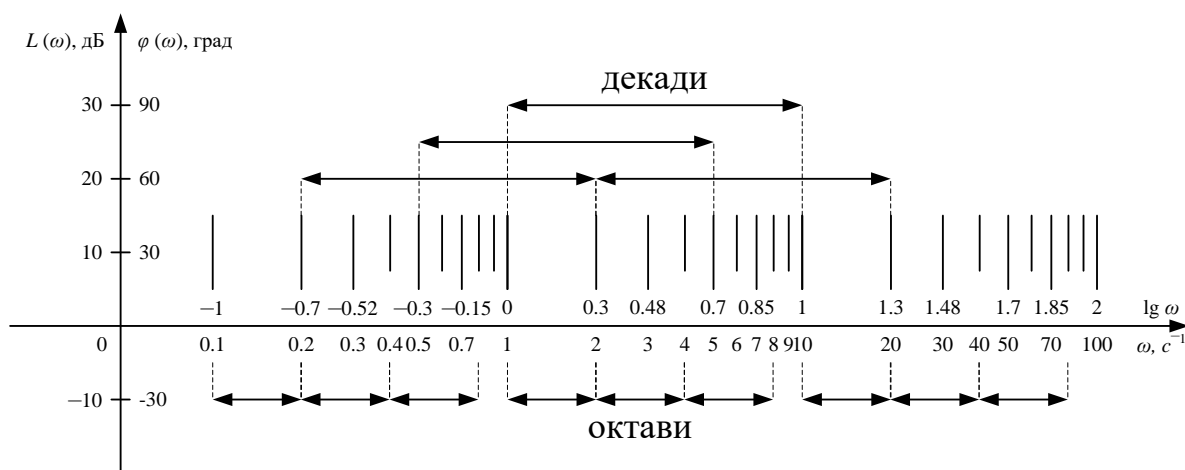 L (ω), дБ φ (ω), град
декади
30 90
20 60
10 30
−1 −0.7 −0.52 −0.3 −0.15 0 0.3 0.48 0.7 0.85 1 1.3 1.48 1.7 1.85 2 lg ω
0 0.1 0.2 0.3 0.4 0.5 0.7 1 2 3 4 5 6 7 8 9 10 20 30 40 50 70 100 ω, c⁻¹
−10 -30
октави